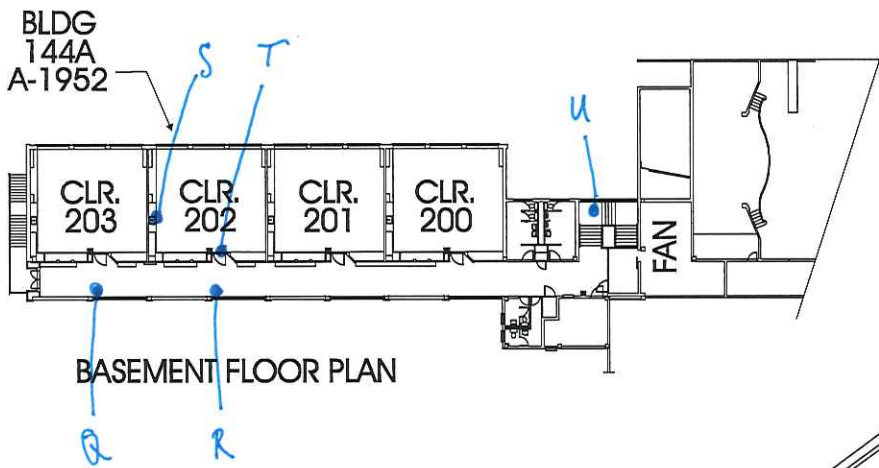 BLDG
144A
A-1952
S
T
U
CLR.
203
CLR.
202
CLR.
201
CLR.
200
FAN
BASEMENT FLOOR PLAN
Q
R